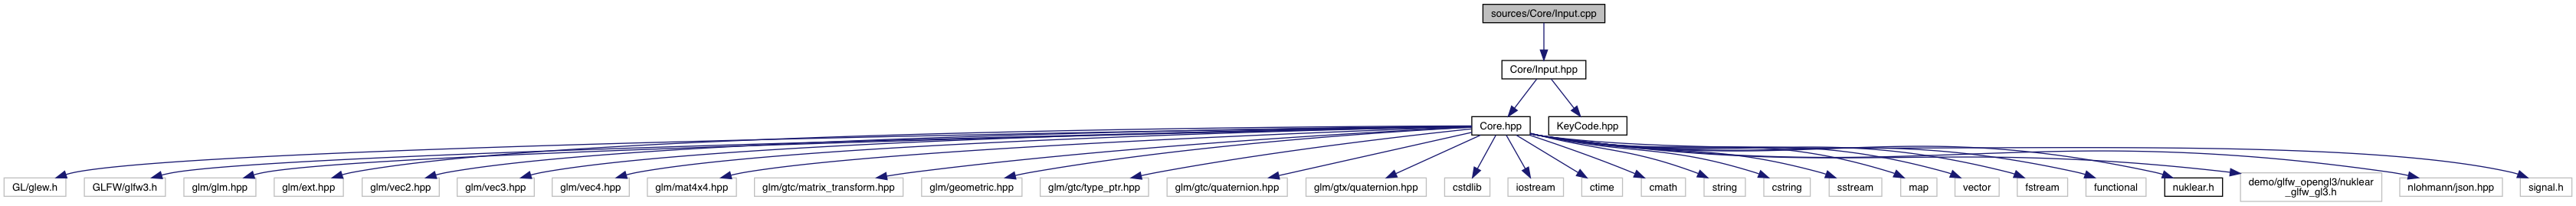 sources/Core/Input.cpp
Core/Input.hpp
Core.hpp
KeyCode.hpp
GL/glew.h
GLFW/glfw3.h
glm/glm.hpp
glm/ext.hpp
glm/vec2.hpp
glm/vec3.hpp
glm/vec4.hpp
glm/mat4x4.hpp
glm/gtc/matrix_transform.hpp
glm/geometric.hpp
glm/gtc/type_ptr.hpp
glm/gtc/quaternion.hpp
glm/gtx/quaternion.hpp
cstdlib
iostream
ctime
cmath
string
cstring
sstream
map
vector
fstream
functional
nuklear.h
demo/glfw_opengl3/nuklear
_glfw_gl3.h
nlohmann/json.hpp
signal.h